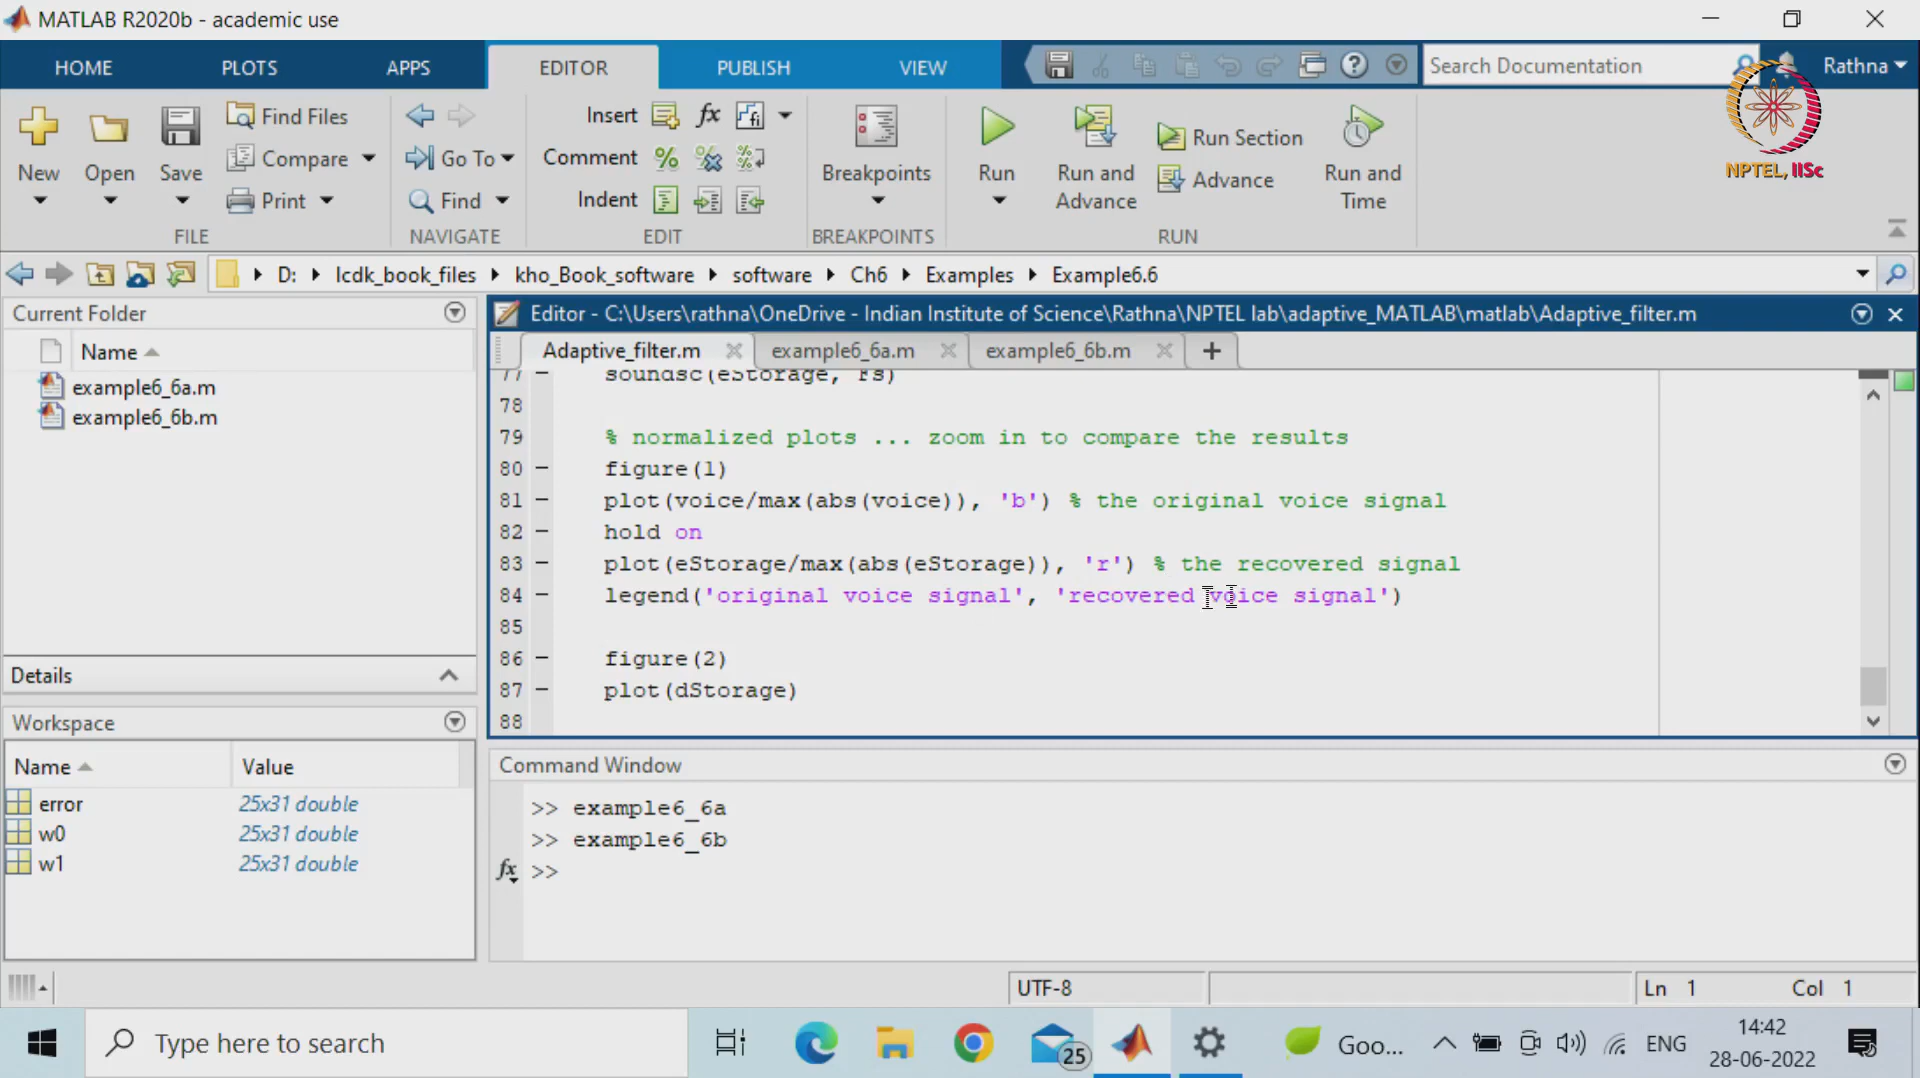 MATLAB R2020b - academic use
HOME PLOTS APPS EDITOR PUBLISH VIEW Search Documentation Rathna
New Open Save Find Files Compare Print
Go To Find
Insert fx Comment Indent
Breakpoints
Run Run and Advance Run Section Advance Run and Time
NPTEL, IISc
FILE NAVIGATE EDIT BREAKPOINTS RUN
D: lcdk_book_files kho_Book_software software Ch6 Examples Example6.6
Current Folder
Name
example6_6a.m
example6_6b.m
Details
Workspace
Name Value
error 25x31 double
w0 25x31 double
w1 25x31 double
Editor - C:\Users\rathna\OneDrive - Indian Institute of Science\Rathna\NPTEL lab\adaptive_MATLAB\matlab\Adaptive_filter.m
Adaptive_filter.m example6_6a.m example6_6b.m
77 soundsc(eStorage, Fs)
78
79 % normalized plots ... zoom in to compare the results
80 figure(1)
81 plot(voice/max(abs(voice)), 'b') % the original voice signal
82 hold on
83 plot(eStorage/max(abs(eStorage)), 'r') % the recovered signal
84 legend('original voice signal', 'recovered voice signal')
85
86 figure(2)
87 plot(dStorage)
88
Command Window
>> example6_6a
>> example6_6b
fx >>
UTF-8 Ln 1 Col 1
Type here to search
25
Goo...
ENG
14:42
28-06-2022